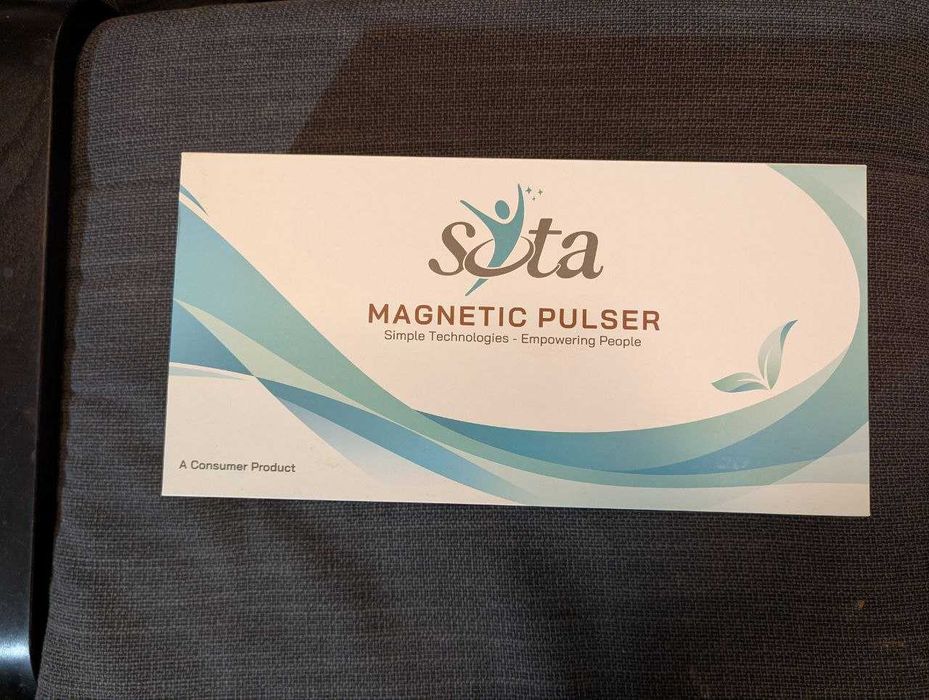 sota
MAGNETIC PULSER
Simple Technologies - Empowering People
A Consumer Product